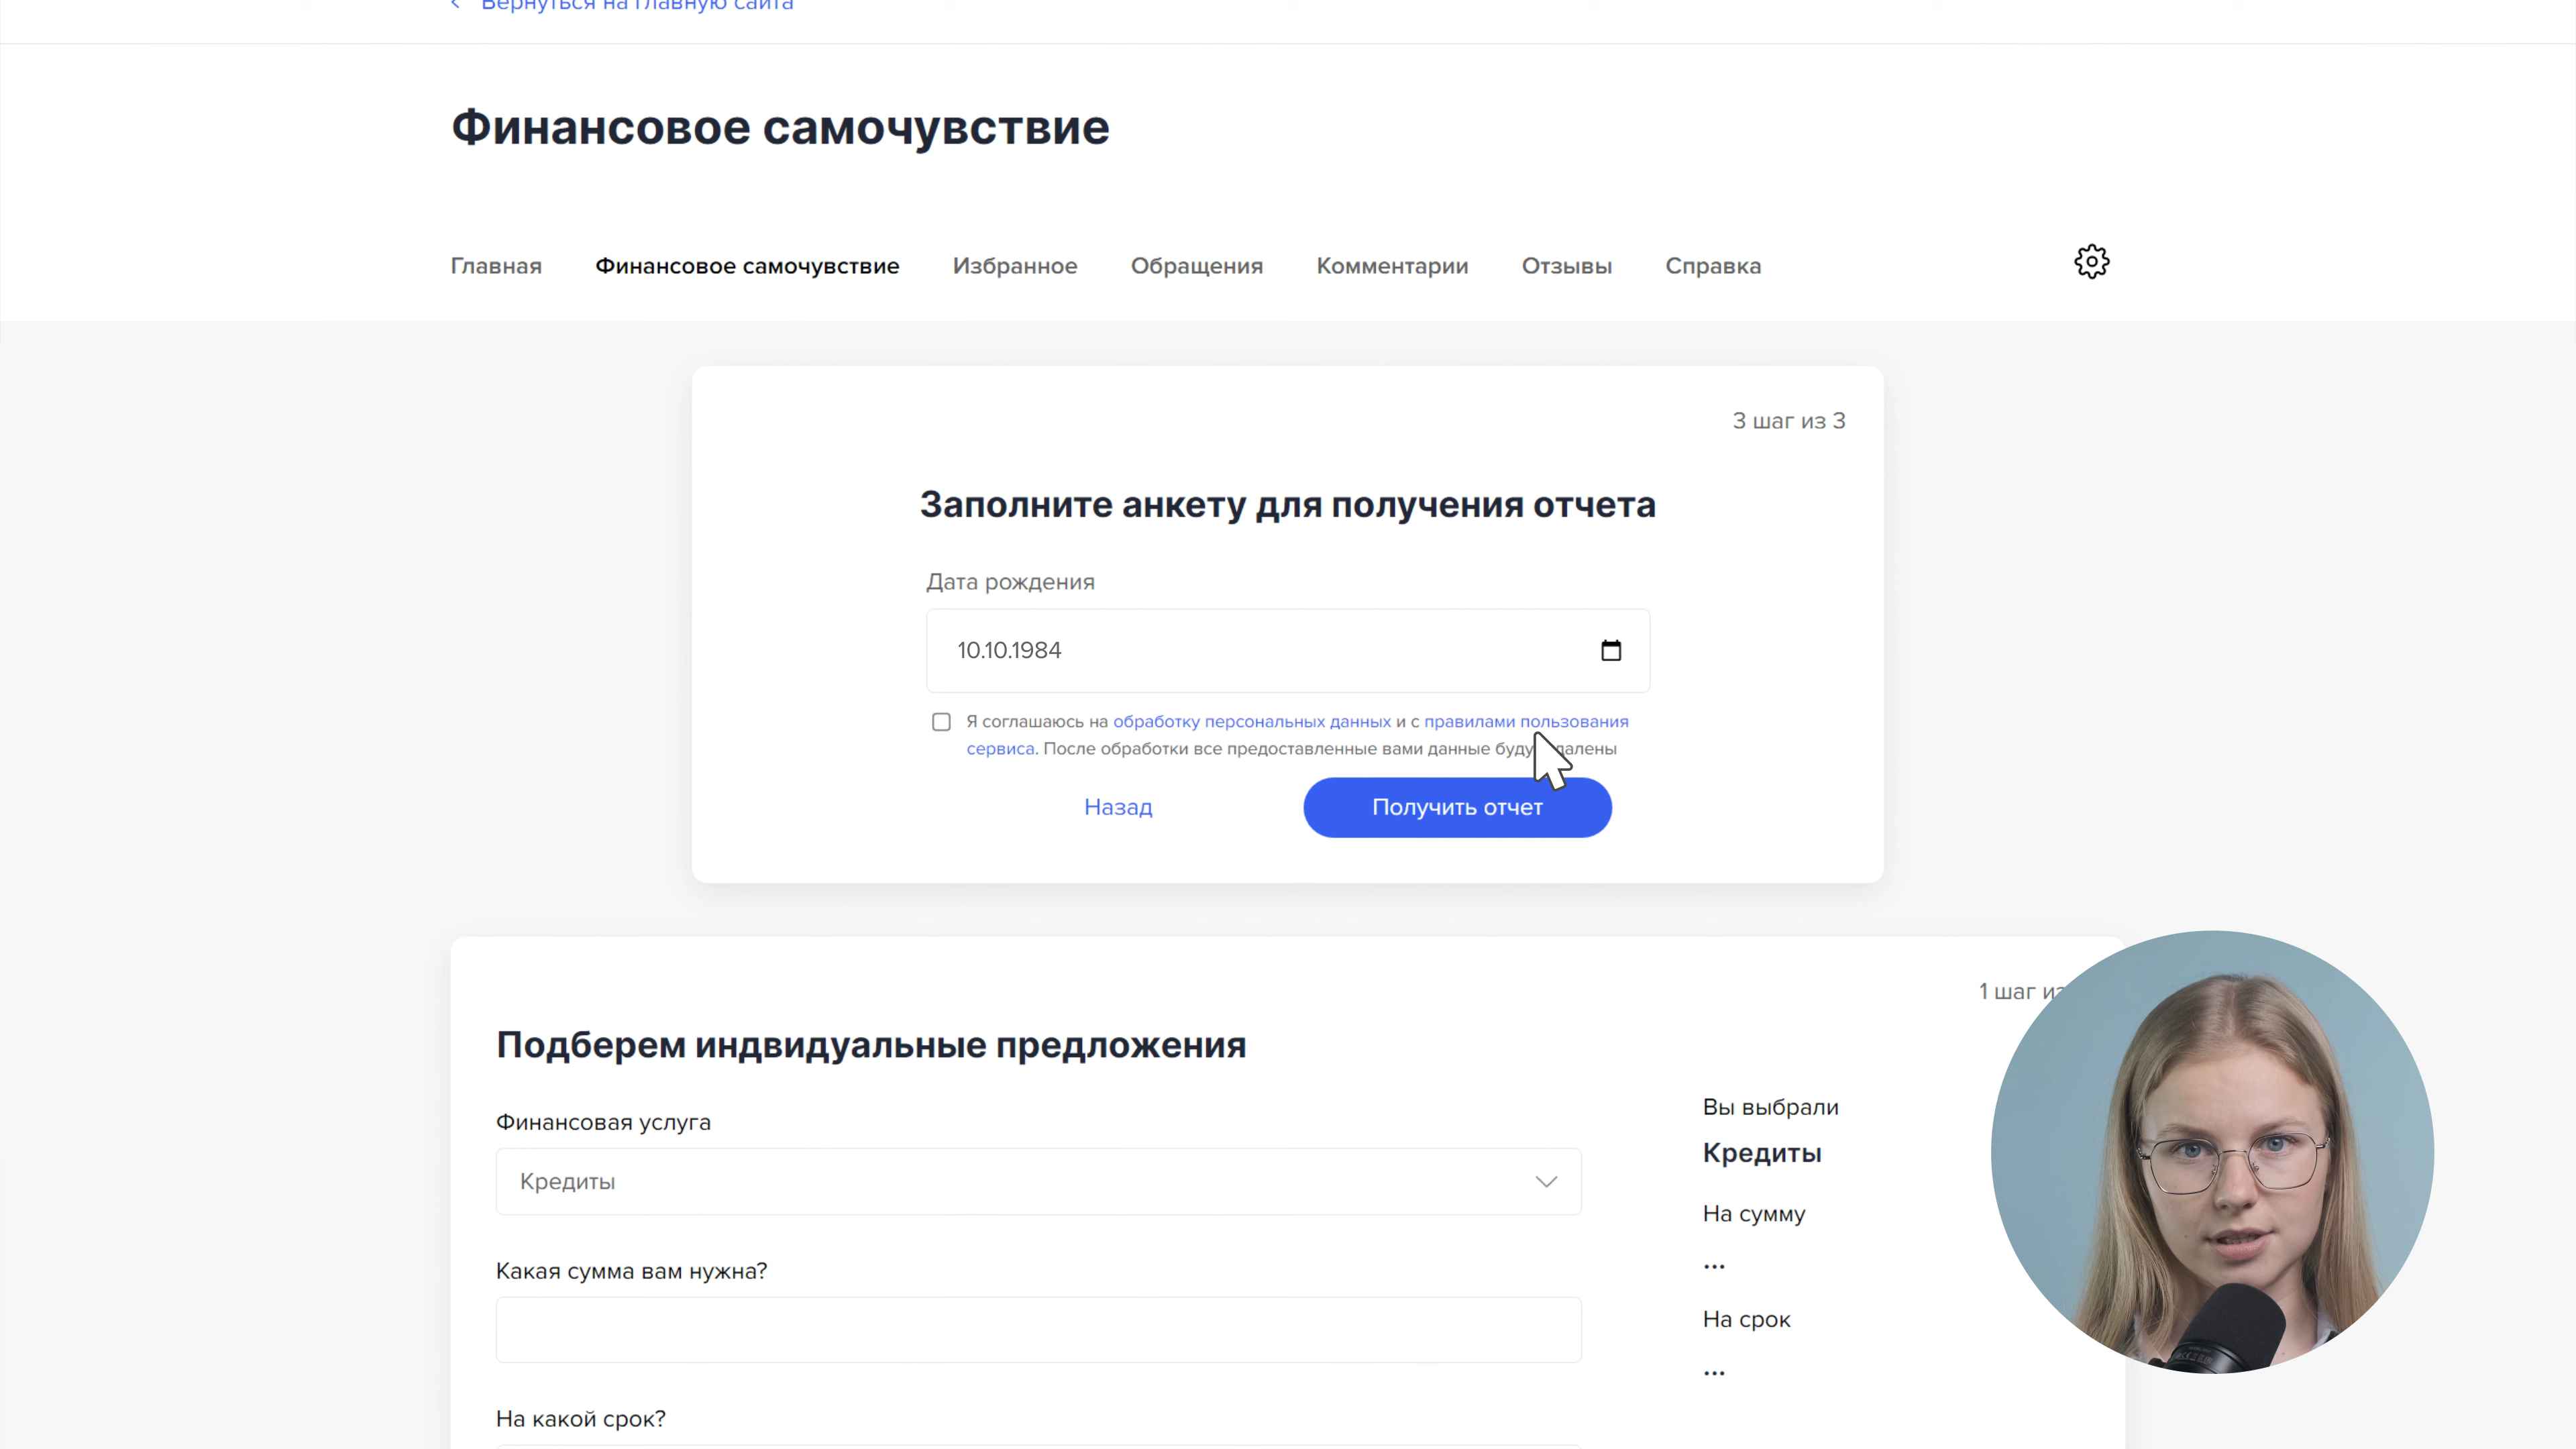 Вернуться на главную сайта
Финансовое самочувствие
Главная Финансовое самочувствие Избранное Обращения Комментарии Отзывы Справка
3 шаг из 3
Заполните анкету для получения отчета
Дата рождения
10.10.1984
Я соглашаюсь на обработку персональных данных и с правилами пользования
сервиса. После обработки все предоставленные вами данные
Назад Получить отчет
1 шаг из
Подберем индвидуальные предложения
Финансовая услуга
Кредиты
Какая сумма вам нужна?
На какой срок?
Вы выбрали
Кредиты
На сумму
...
На срок
...